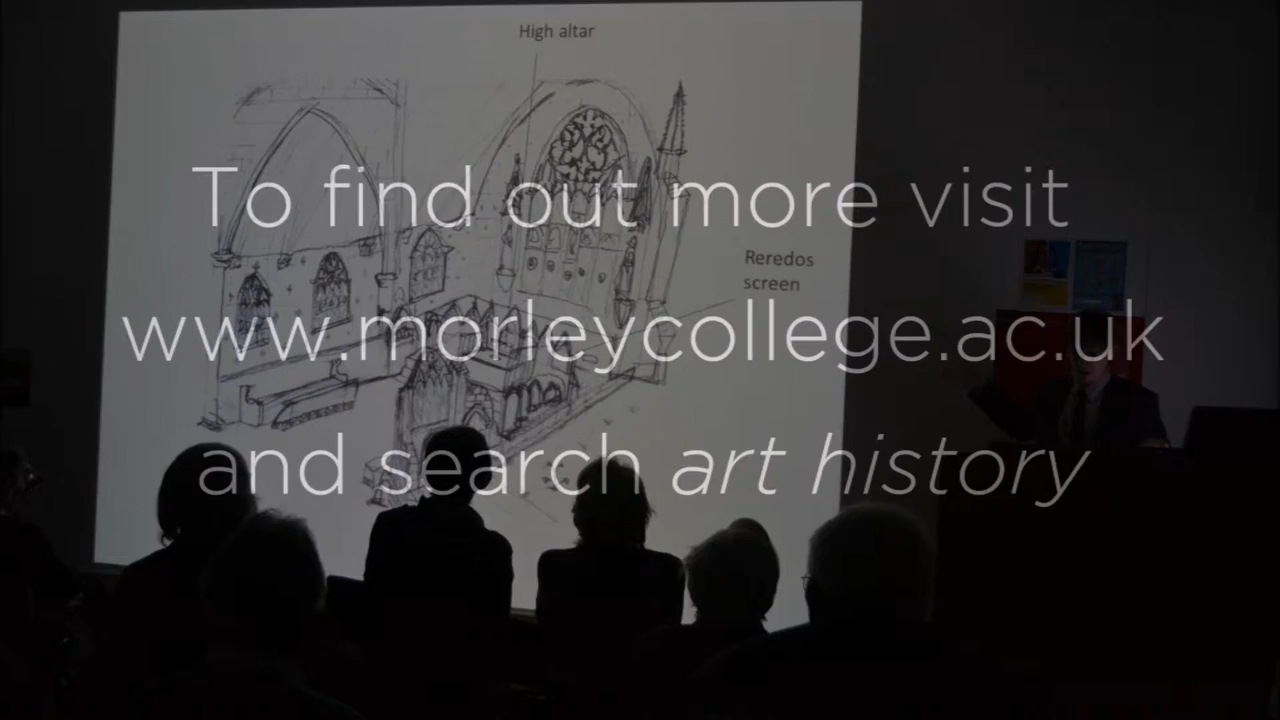 High altar
To find out more visit
Reredos
screen
www.morleycollege.ac.uk
and search art history